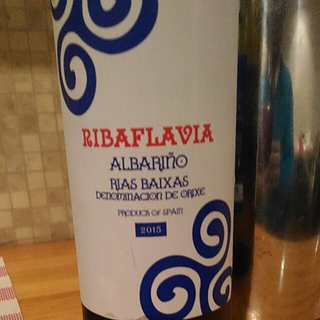 RIBAFLAVIA
ALBARIÑO
RIAS BAIXAS
DENOMINACION DE ORIXE
PRODUCT OF SPAIN
2015